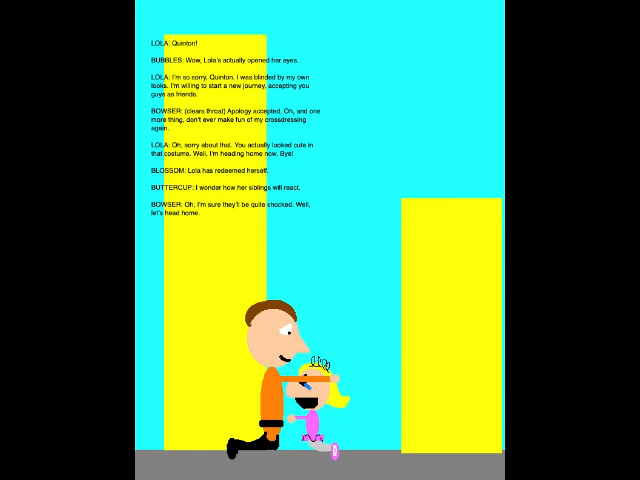 LOLA: Quinton!
BUBBLES: Wow, Lola's actually opened her eyes.
LOLA: I'm so sorry, Quinton. I was blinded by my own
looks. I'm willing to start a new journey, accepting you
guys as friends.
BOWSER: (clears throat) Apology accepted. Oh, and one
more thing, don't ever make fun of my crossdressing
again.
LOLA: Oh, sorry about that. You actually looked cute in
that costume. Well, I'm heading home now. Bye!
BLOSSOM: Lola has redeemed herself.
BUTTERCUP: I wonder how her siblings will react.
BOWSER: Oh, I'm sure they'll be quite shocked. Well,
let's head home.